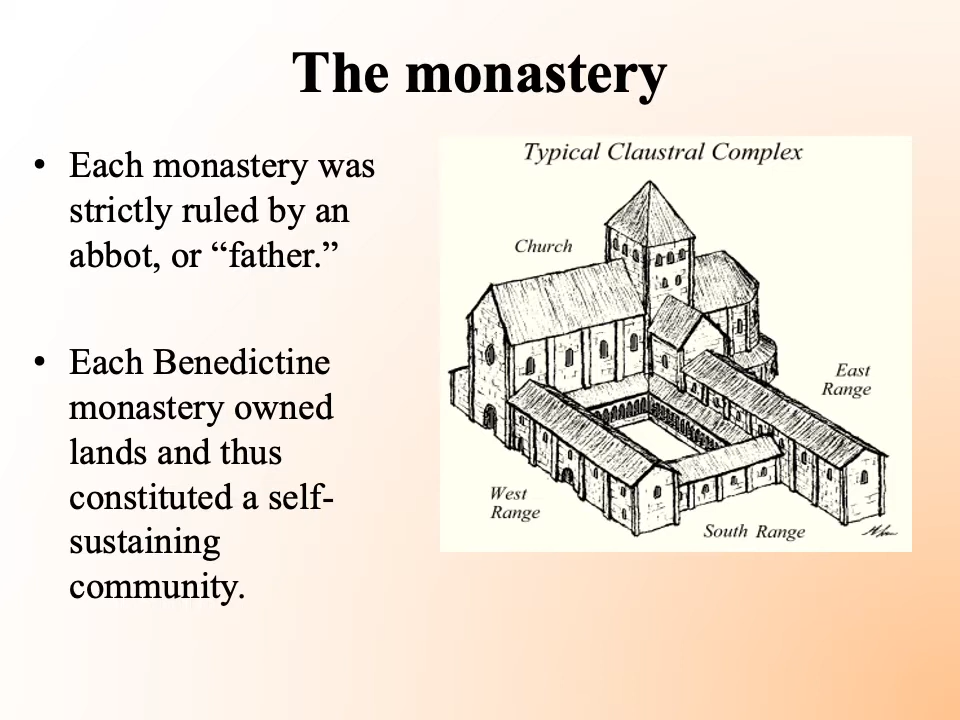 The monastery
• Each monastery was
strictly ruled by an
abbot, or “father.”
• Each Benedictine
monastery owned
lands and thus
constituted a self-
sustaining
community.
Typical Claustral Complex
Church
East
Range
West
Range
South Range